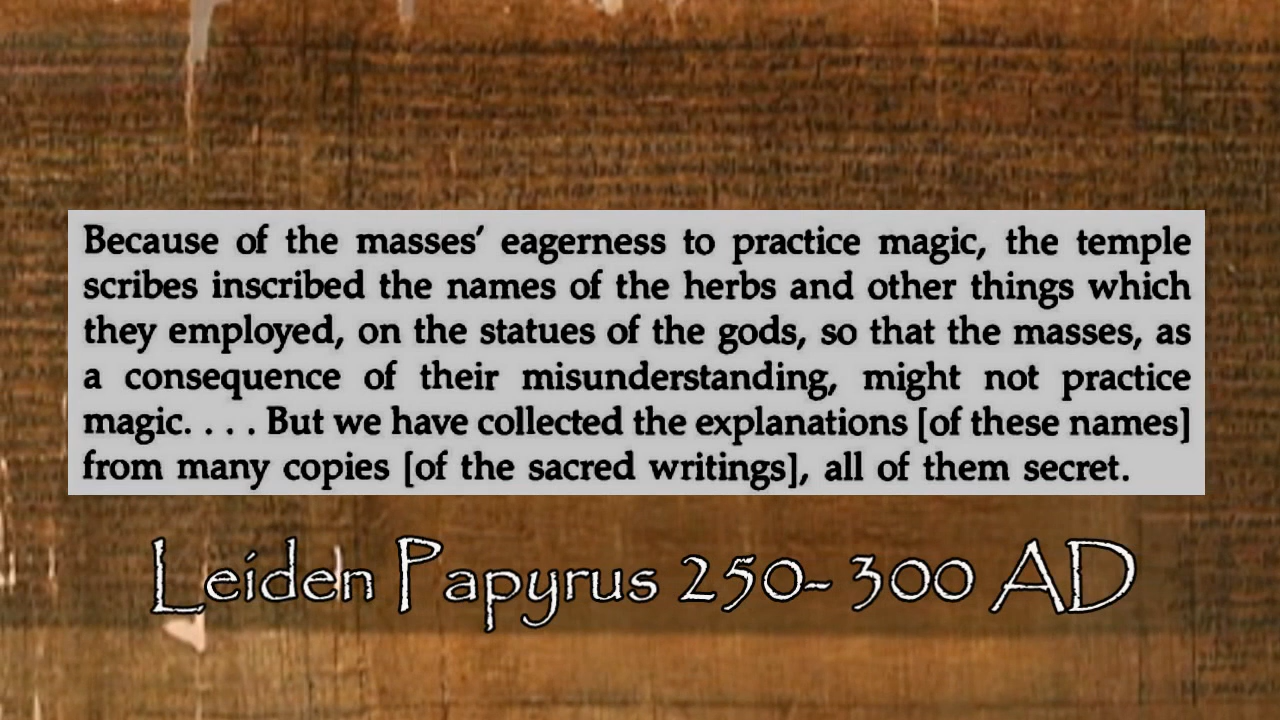 Because of the masses’ eagerness to practice magic, the temple
scribes inscribed the names of the herbs and other things which
they employed, on the statues of the gods, so that the masses, as
a consequence of their misunderstanding, might not practice
magic. . . . But we have collected the explanations [of these names]
from many copies [of the sacred writings], all of them secret.
Leiden Papyrus 250- 300 AD